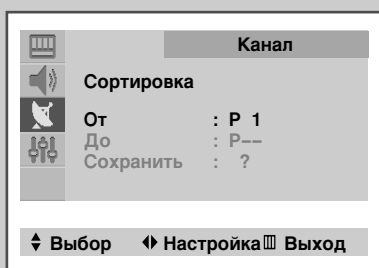 Канал
Сортировка
От : P 1
До : P--
Сохранить : ?
Выбор Настройка Выход